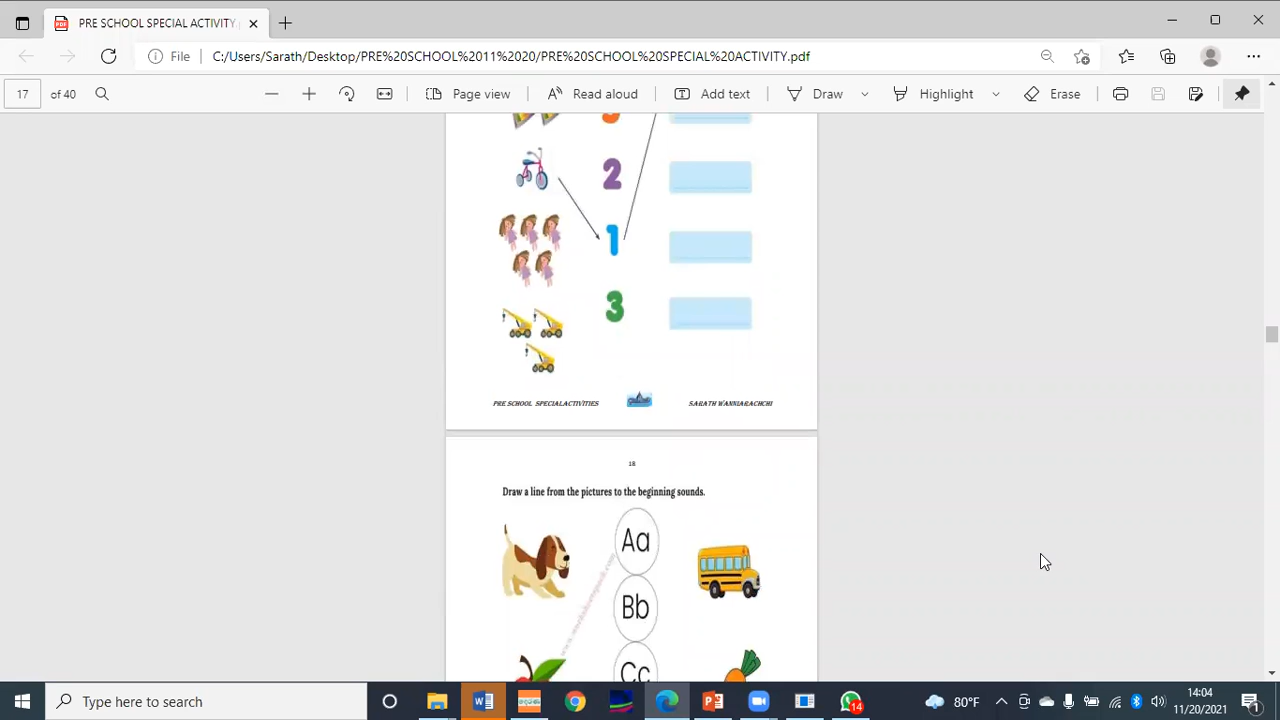 PRE SCHOOL SPECIAL ACTIVITY
File C:/Users/Sarath/Desktop/PRE%20SCHOOL%2011%2020/PRE%20SCHOOL%20SPECIAL%20ACTIVITY.pdf
17 of 40 Page view Read aloud Add text Draw Highlight Erase
2
1
3
PRE SCHOOL SPECIALACTIVITIES SARATH WANNIARACHCHI
18
Draw a line from the pictures to the beginning sounds.
Aa
Bb
Cc
Type here to search
14
80°F
14:04
11/20/2021
1